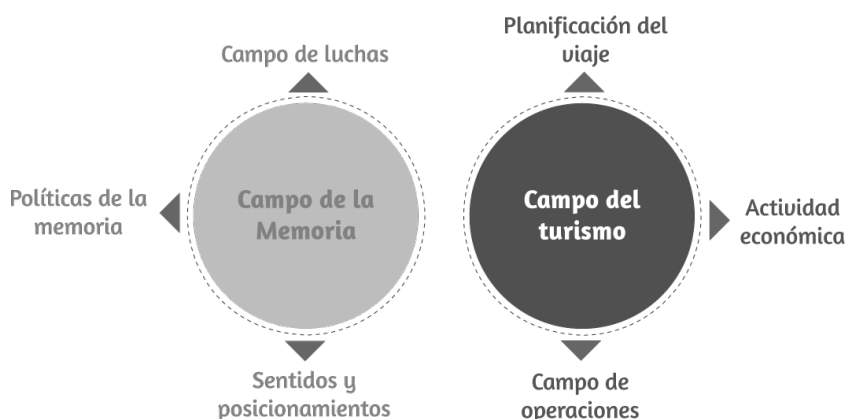 Campo de luchas
Políticas de la
memoria
Campo de la
Memoria
Sentidos y
posicionamientos
Planificación del
viaje
Campo del
turismo
Actividad
económica
Campo de
operaciones